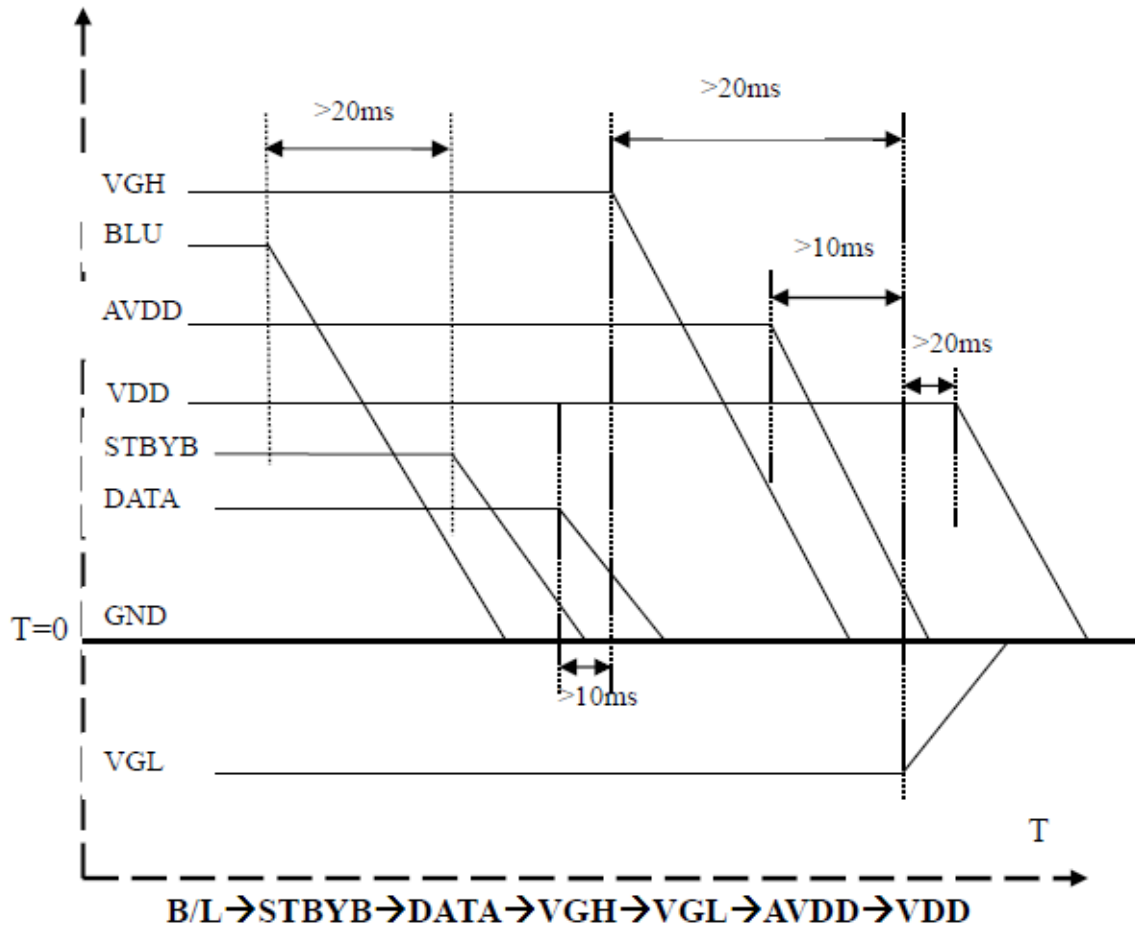 >20ms
>20ms
VGH
BLU
>10ms
AVDD
>20ms
VDD
STBYB
DATA
GND
T=0
>10ms
VGL
T
B/L→STBYB→DATA→VGH→VGL→AVDD→VDD